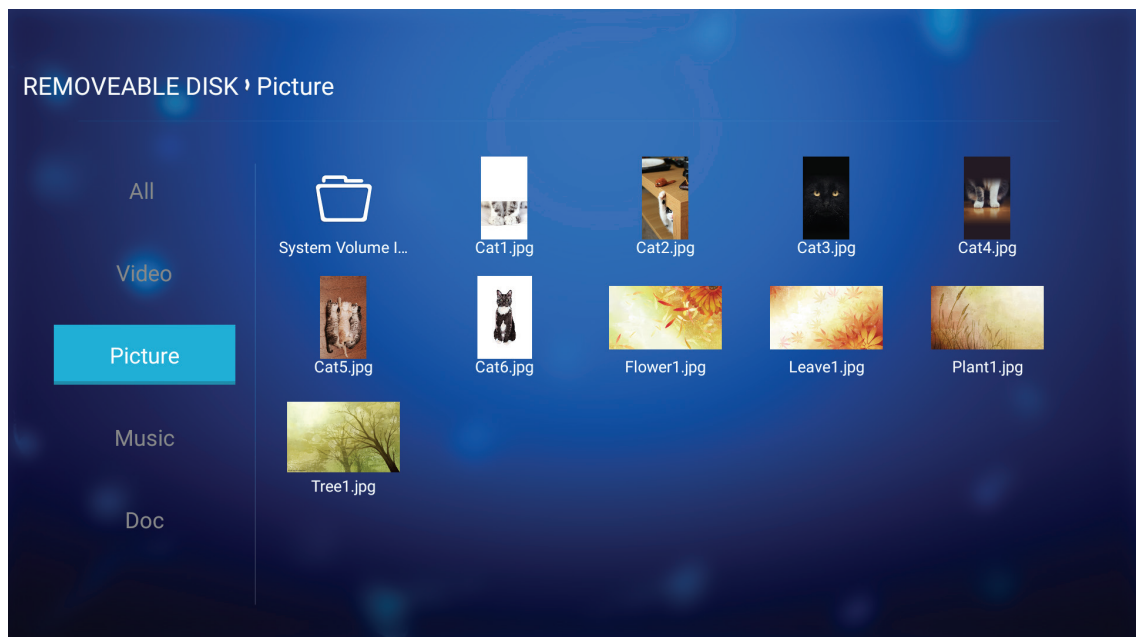 REMOVEABLE DISK › Picture
All
Video
Picture
Music
Doc
System Volume I...
Cat1.jpg
Cat2.jpg
Cat3.jpg
Cat4.jpg
Cat5.jpg
Cat6.jpg
Flower1.jpg
Leave1.jpg
Plant1.jpg
Tree1.jpg